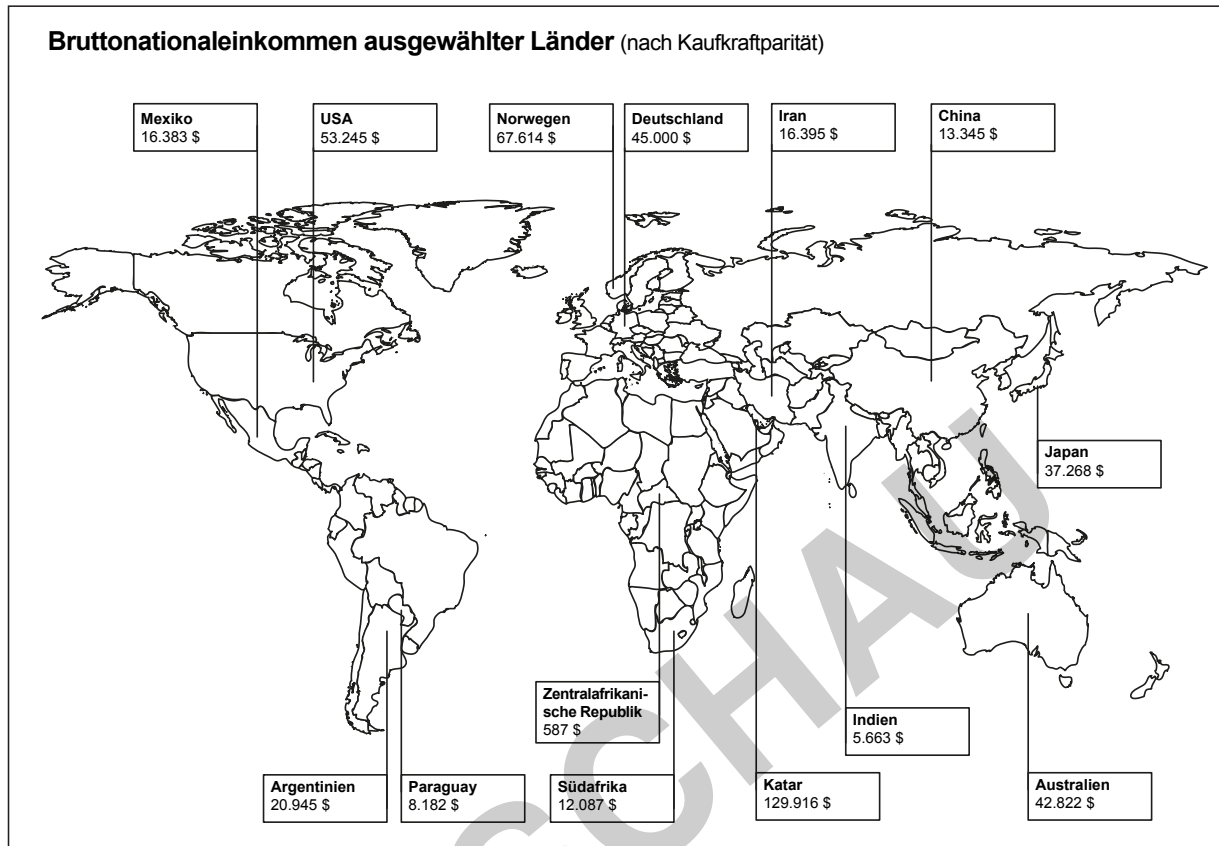 Bruttonationaleinkommen ausgewählter Länder (nach Kaufkraftparität)
Mexiko
16.383 $
USA
53.245 $
Norwegen
67.614 $
Deutschland
45.000 $
Iran
16.395 $
China
13.345 $
Japan
37.268 $
Zentralafrikani-
sche Republik
587 $
Indien
5.663 $
Argentinien
20.945 $
Paraguay
8.182 $
Südafrika
12.087 $
Katar
129.916 $
Australien
42.822 $
SCHAU